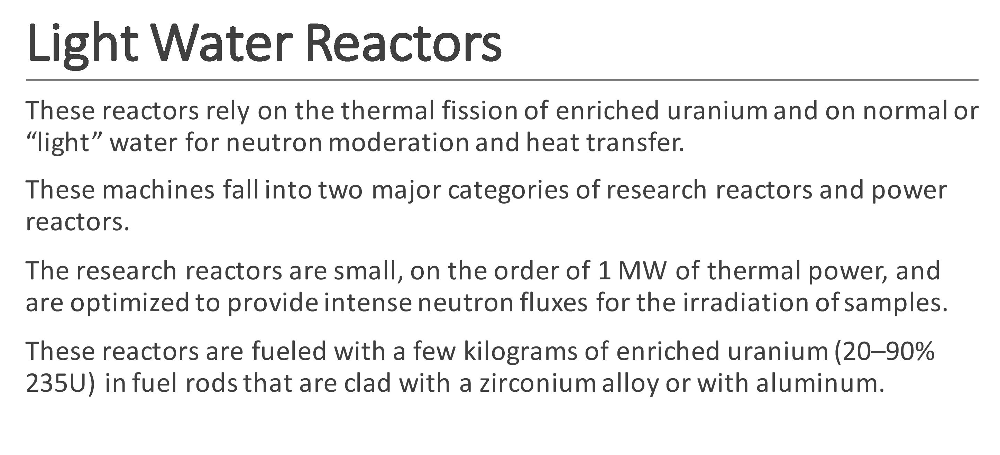 Light Water Reactors
These reactors rely on the thermal fission of enriched uranium and on normal or
“light” water for neutron moderation and heat transfer.
These machines fall into two major categories of research reactors and power
reactors.
The research reactors are small, on the order of 1 MW of thermal power, and
are optimized to provide intense neutron fluxes for the irradiation of samples.
These reactors are fueled with a few kilograms of enriched uranium (20–90%
235U) in fuel rods that are clad with a zirconium alloy or with aluminum.